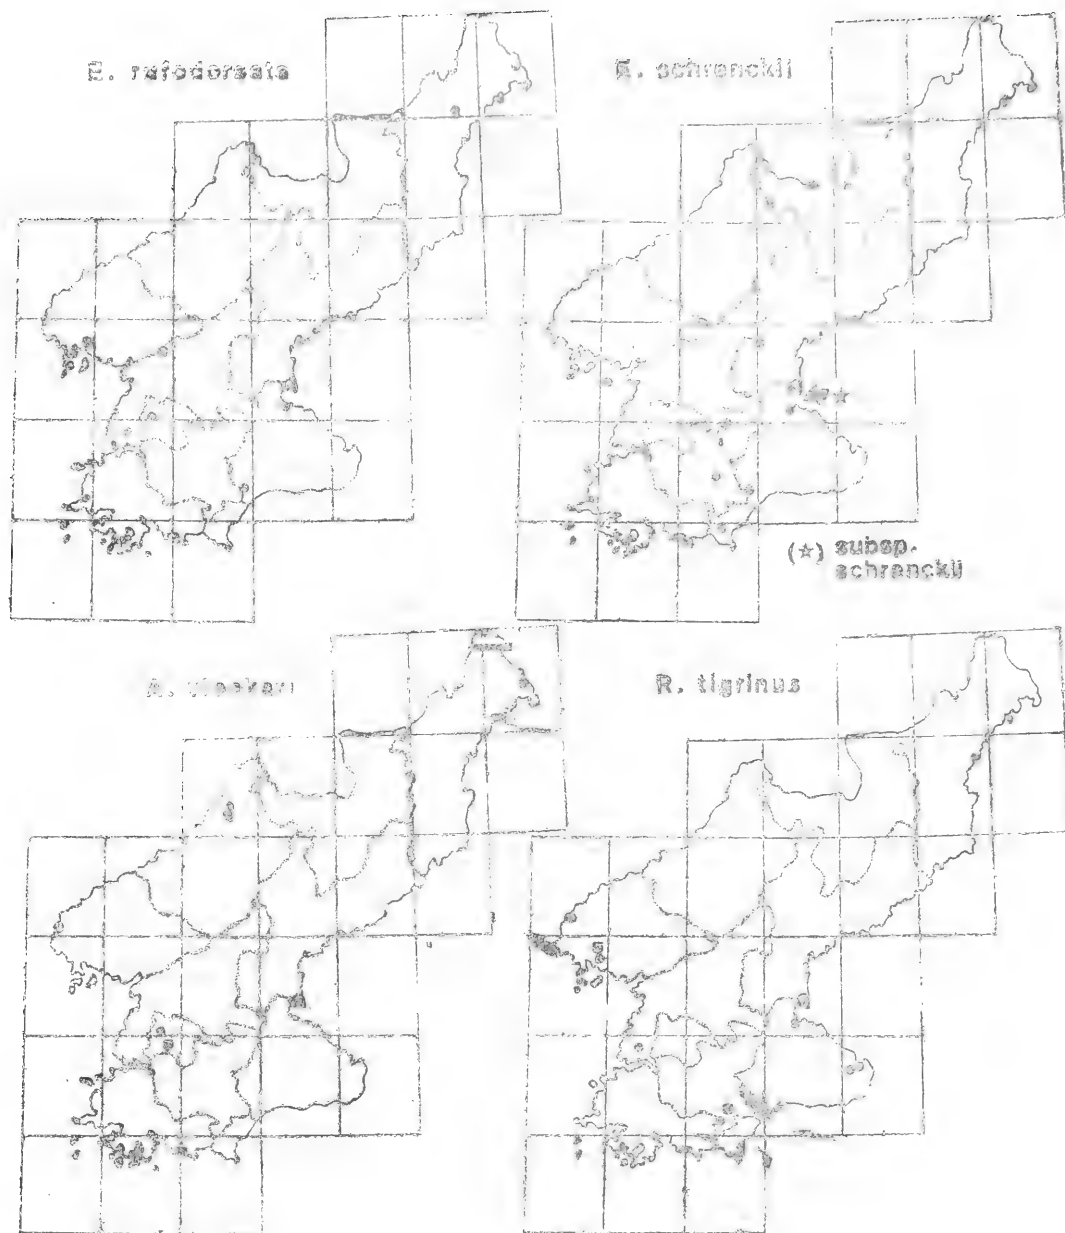 E. rufodorsata
E. schrenckii
(☆) subsp.
schrenckii
A.
R. tigrinus